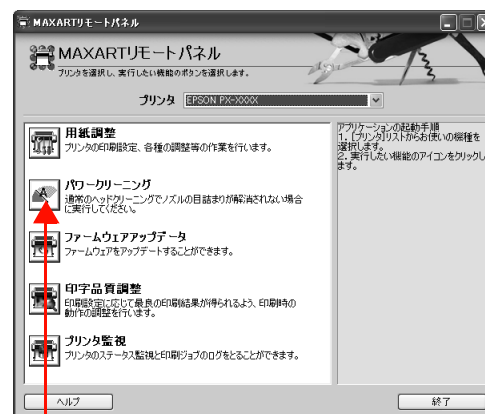 MAXARTリモートパネル
MAXARTリモートパネル
プリンタを選択し、実行したい機能のボタンを選択します。
プリンタ EPSON PX-XXXX
用紙調整
プリンタの印刷設定、各種の調整等の作業を行います。
パワークリーニング
通常のヘッドクリーニングでノズルの目詰まりが解消されない場合
に実行してください。
ファームウェアアップデータ
ファームウェアをアップデートすることができます。
印字品質調整
印刷設定に応じて最良の印刷結果が得られるよう、印刷時の
動作の調整を行います。
プリンタ監視
プリンタのステータス監視と印刷ジョブのログをとることができます。
アプリケーションの起動手順
1. [プリンタ]リストからお使いの機種を
選択します。
2. 実行したい機能のアイコンをクリックし
ます。
ヘルプ
終了